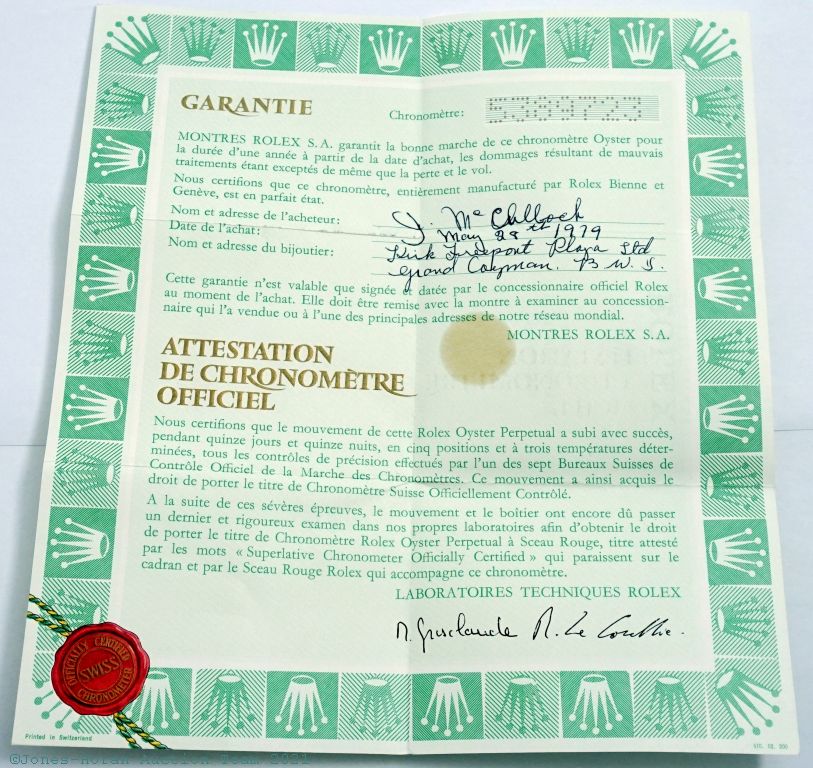 GARANTIE
Chronomètre: 5389723
MONTRES ROLEX S.A. garantit la bonne marche de ce chronomètre Oyster pour
la durée d'une année à partir de la date d'achat, les dommages résultant de mauvais
traitements étant exceptés de même que la perte et le vol.
Nous certifions que ce chronomètre, entièrement manufacturé par Rolex Bienne et
Genève, est en parfait état.
Nom et adresse de l'acheteur: J. McCulloch
Date de l'achat: May 28th 1979
Nom et adresse du bijoutier: Kirk Freeport Plaza Ltd
Grand Cayman. B W I.
Cette garantie n'est valable que signée et datée par le concessionnaire officiel Rolex
au moment de l'achat. Elle doit être remise avec la montre à examiner au concession-
naire qui l'a vendue ou à l'une des principales adresses de notre réseau mondial.
MONTRES ROLEX S.A.
ATTESTATION
DE CHRONOMÈTRE
OFFICIEL
Nous certifions que le mouvement de cette Rolex Oyster Perpetual a subi avec succès,
pendant quinze jours et quinze nuits, en cinq positions et à trois températures déter-
minées, tous les contrôles de précision effectués par l'un des sept Bureaux Suisses de
Contrôle Officiel de la Marche des Chronomètres. Ce mouvement a ainsi acquis le
droit de porter le titre de Chronomètre Suisse Officiellement Contrôlé.
A la suite de ces sévères épreuves, le mouvement et le boîtier ont encore dû passer
un dernier et rigoureux examen dans nos propres laboratoires afin d'obtenir le droit
de porter le titre de Chronomètre Rolex Oyster Perpetual à Sceau Rouge, titre attesté
par les mots « Superlative Chronometer Officially Certified » qui paraissent sur le
cadran et par le Sceau Rouge Rolex qui accompagne ce chronomètre.
LABORATOIRES TECHNIQUES ROLEX
OFFICIALLY CERTIFIED
SWISS
CHRONOMETER
Printed in Switzerland
©Jones-Horan Auction Team 2021